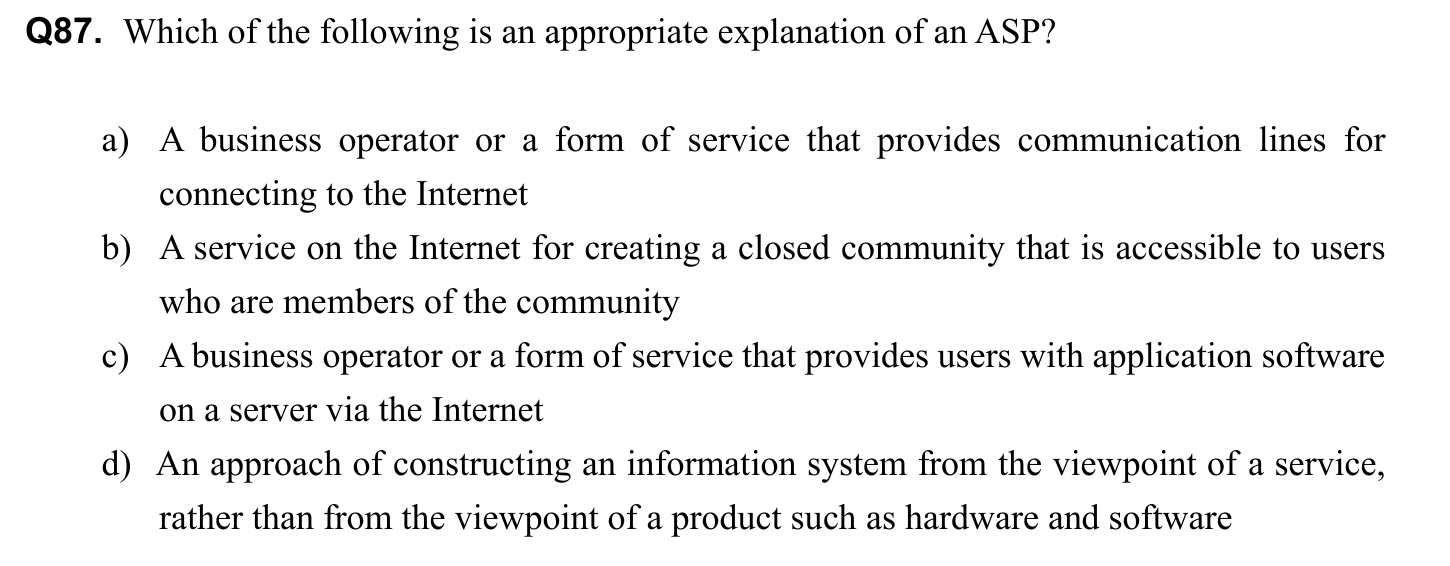 Q87. Which of the following is an appropriate explanation of an ASP?
a) A business operator or a form of service that provides communication lines for
connecting to the Internet
b) A service on the Internet for creating a closed community that is accessible to users
who are members of the community
c) A business operator or a form of service that provides users with application software
on a server via the Internet
d) An approach of constructing an information system from the viewpoint of a service,
rather than from the viewpoint of a product such as hardware and software